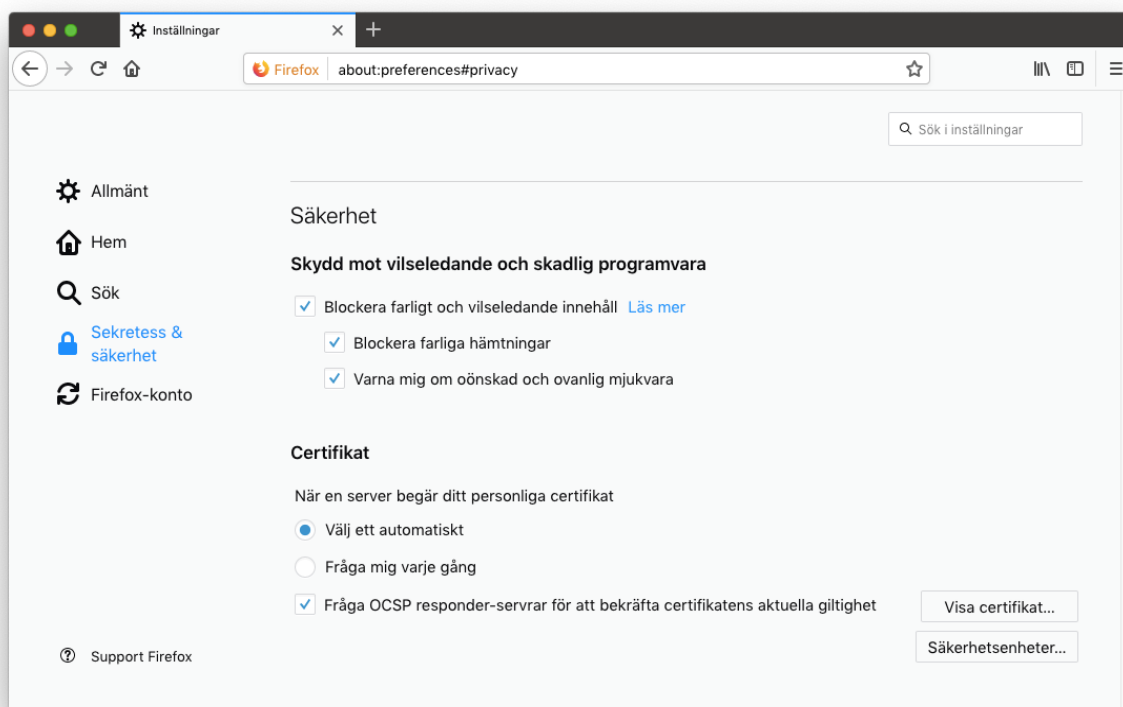 Inställningar
Firefox
about:preferences#privacy
Sök i inställningar
Allmänt
Hem
Sök
Sekretess &
säkerhet
Firefox-konto
Support Firefox
Säkerhet
Skydd mot vilseledande och skadlig programvara
Blockera farligt och vilseledande innehåll Läs mer
Blockera farliga hämtningar
Varna mig om oönskad och ovanlig mjukvara
Certifikat
När en server begär ditt personliga certifikat
Välj ett automatiskt
Fråga mig varje gång
Fråga OCSP responder-servrar för att bekräfta certifikatens aktuella giltighet
Visa certifikat...
Säkerhetsenheter...